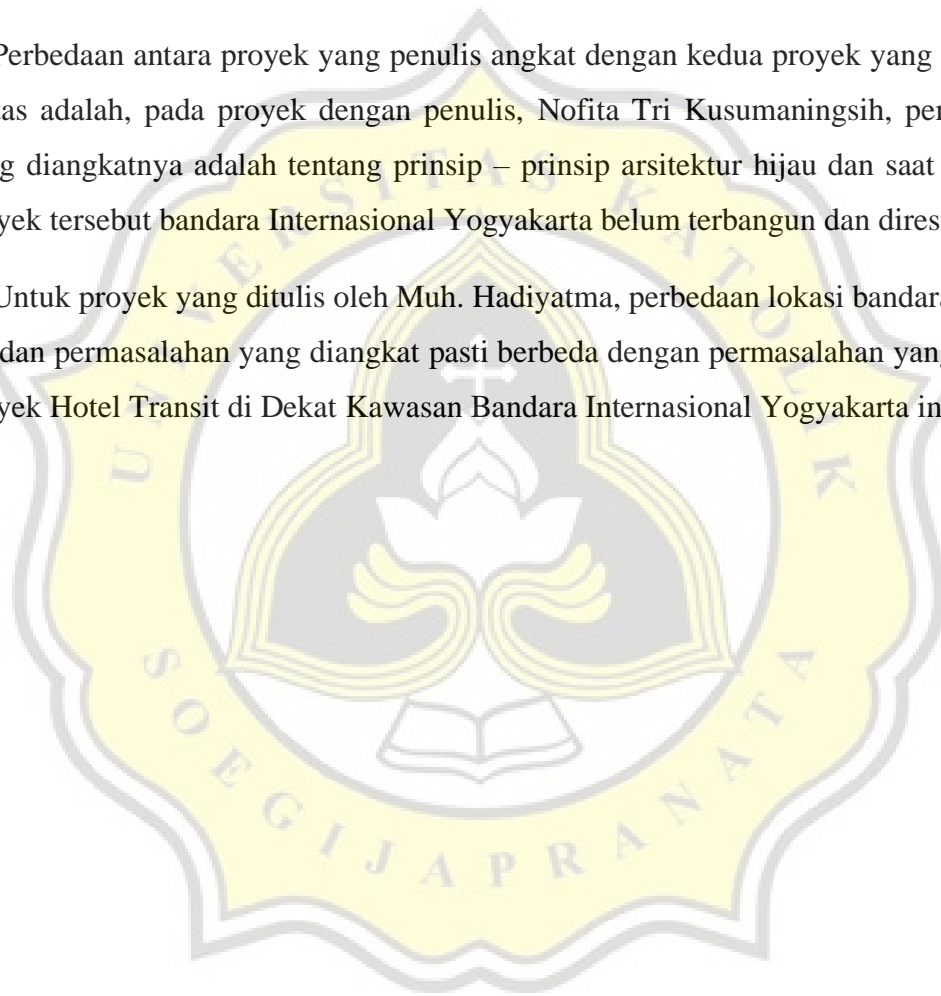 Perbedaan antara proyek yang penulis angkat dengan kedua proyek yang
tas adalah, pada proyek dengan penulis, Nofita Tri Kusumaningsih, per
g diangkatnya adalah tentang prinsip – prinsip arsitektur hijau dan saat
yek tersebut bandara Internasional Yogyakarta belum terbangun dan dires
Untuk proyek yang ditulis oleh Muh. Hadiyatma, perbedaan lokasi bandara
dan permasalahan yang diangkat pasti berbeda dengan permasalahan yang
yek Hotel Transit di Dekat Kawasan Bandara Internasional Yogyakarta in
UNIVERSITAS KATOLIK
SOEGIJAPRANATA